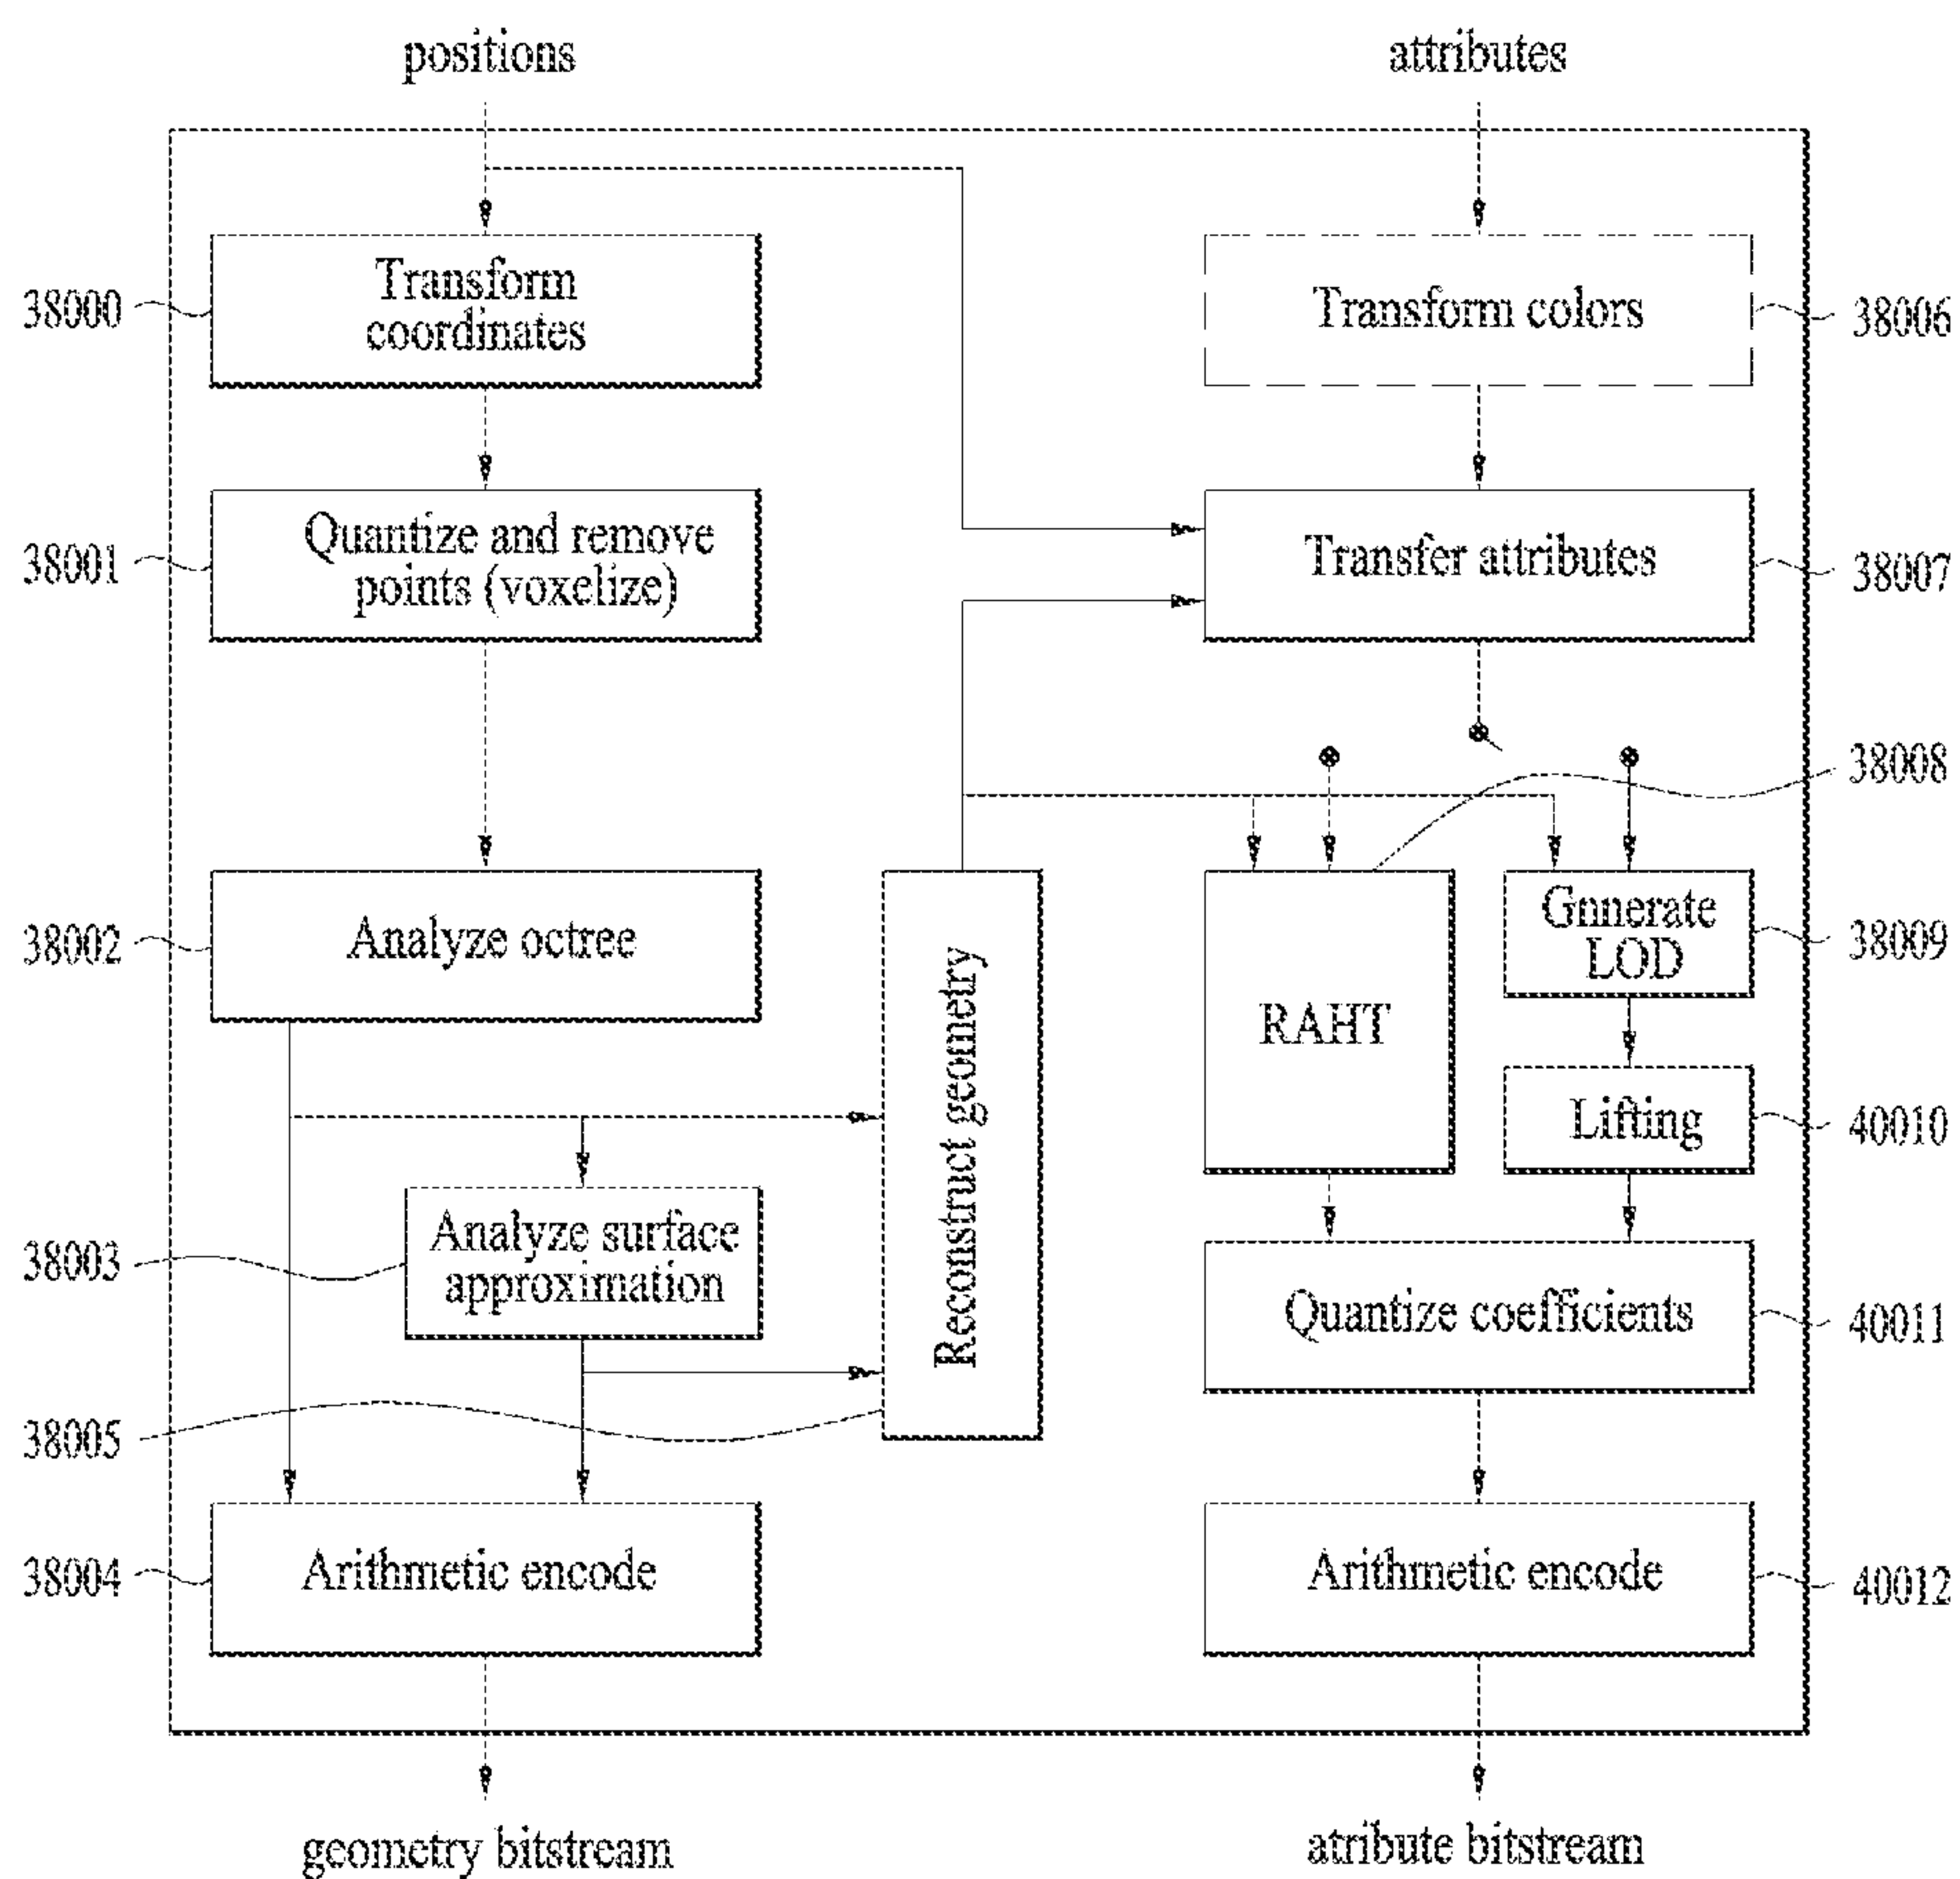 positions
attributes
38000
Transform
coordinates
Transform colors
38006
38001
Quantize and remove
points (voxelize)
Transfer attributes
38007
38008
38002
Analyze octree
Reconstruct geometry
RAHT
Gnnerate
LOD
38009
Lifting
40010
38003
Analyze surface
approximation
Quantize coefficients
40011
38005
38004
Arithmetic encode
Arithmetic encode
40012
geometry bitstream
atribute bitstream